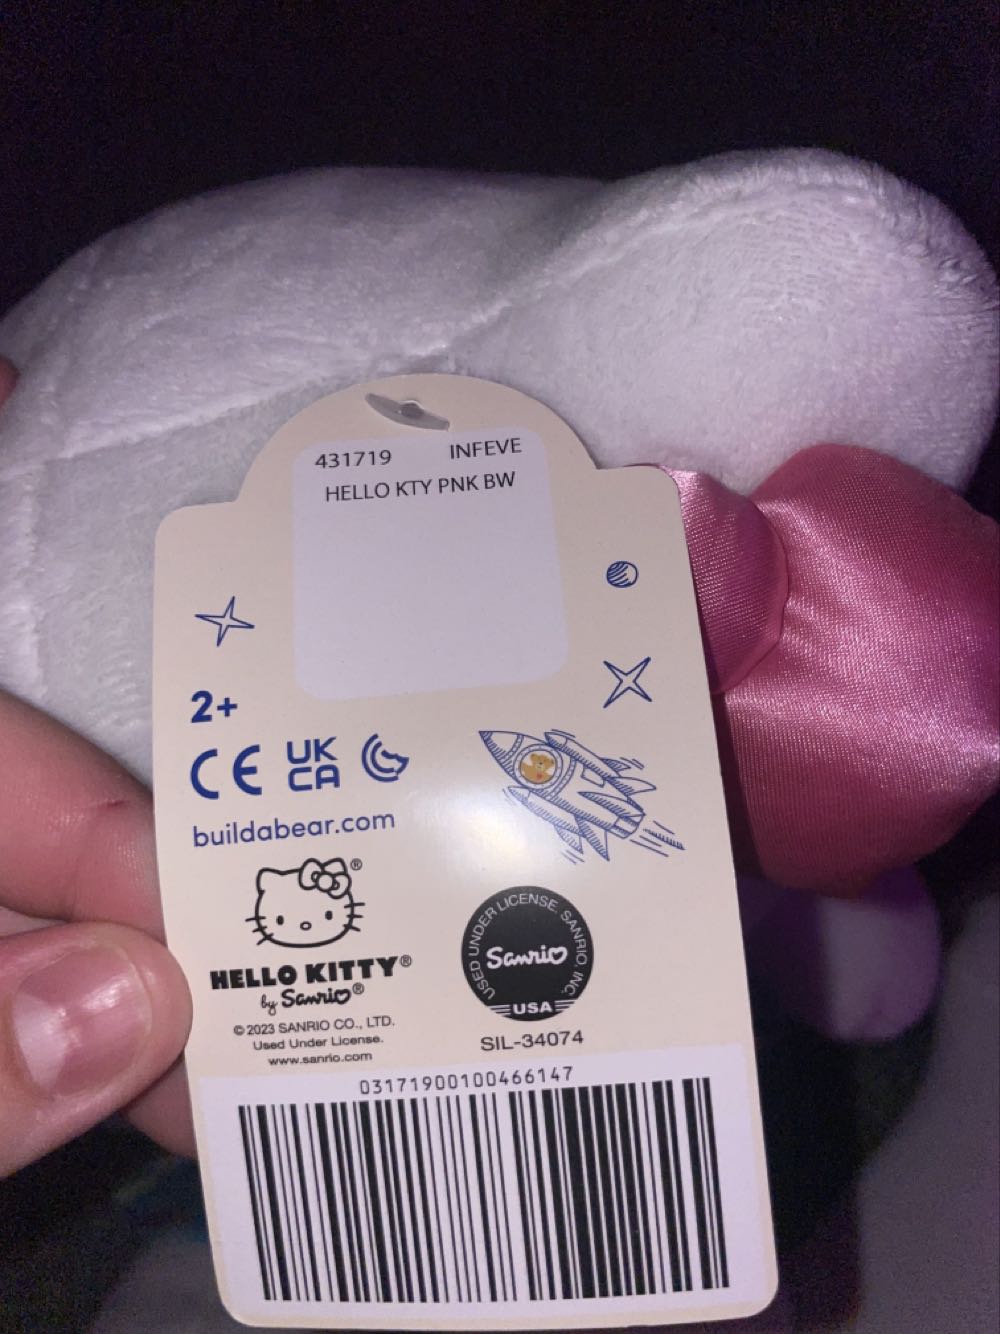 431719 INFEVE
HELLO KTY PNK BW
2+
CE UK
CA
buildabear.com
®
HELLO KITTY®
by Sanrio®
© 2023 SANRIO CO., LTD.
Used Under License.
www.sanrio.com
USED UNDER LICENSE. SANRIO INC.
Sanrio
USA
SIL-34074
03171900100466147